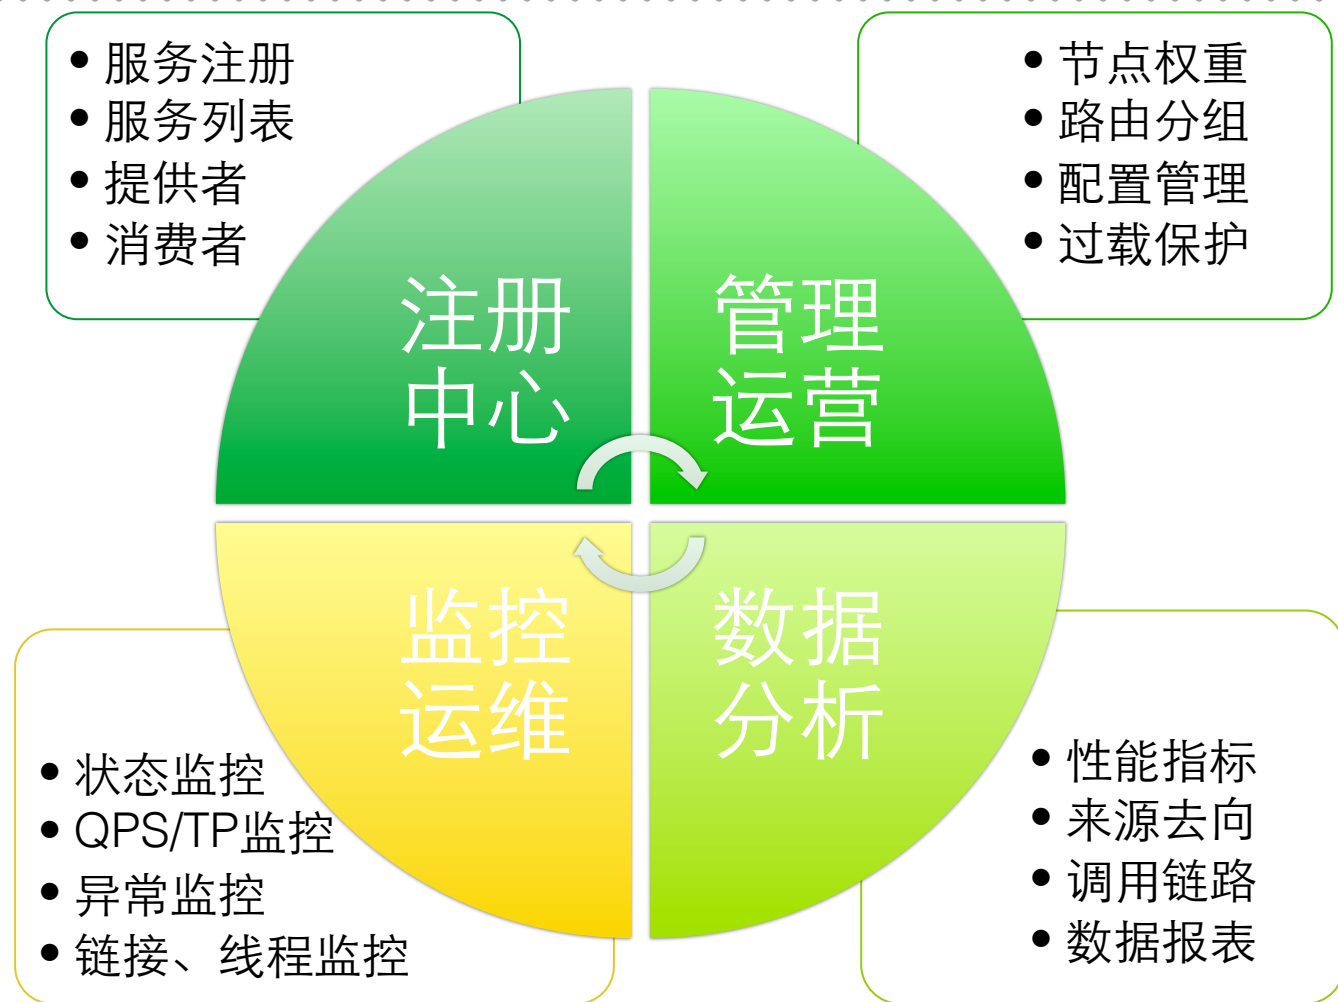 • 服务注册
• 服务列表
• 提供者
• 消费者
• 节点权重
• 路由分组
• 配置管理
• 过载保护
注册
中心
管理
运营
监控
运维
数据
分析
• 状态监控
• QPS/TP监控
• 异常监控
• 链接、线程监控
• 性能指标
• 来源去向
• 调用链路
• 数据报表